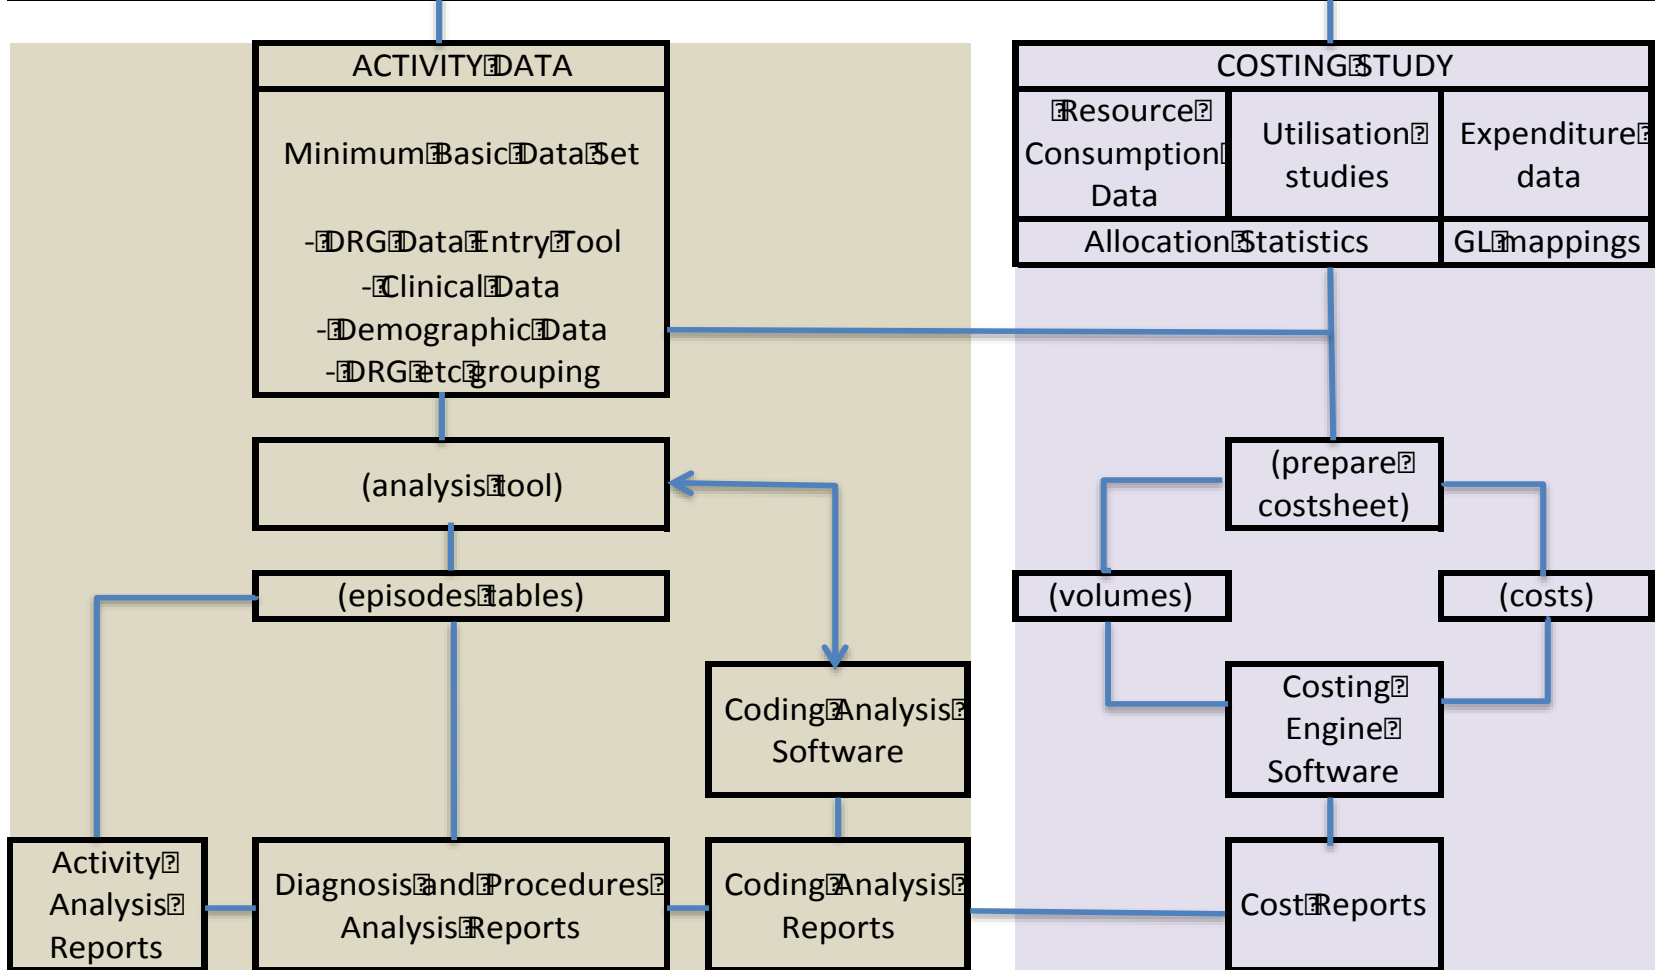 ACTIVITY DATA
Minimum Basic Data Set
- DRG Data Entry Tool
- Clinical Data
- Demographic Data
- DRG etc grouping
(analysis tool)
(episodes tables)
Coding Analysis
Software
Activity
Analysis
Reports
Diagnosis and Procedures
Analysis Reports
Coding Analysis
Reports
COSTING STUDY
Resource
Consumption
Data
Utilisation
studies
Expenditure
data
Allocation Statistics
GL mappings
(prepare
costsheet)
(volumes)
(costs)
Costing
Engine
Software
Cost Reports